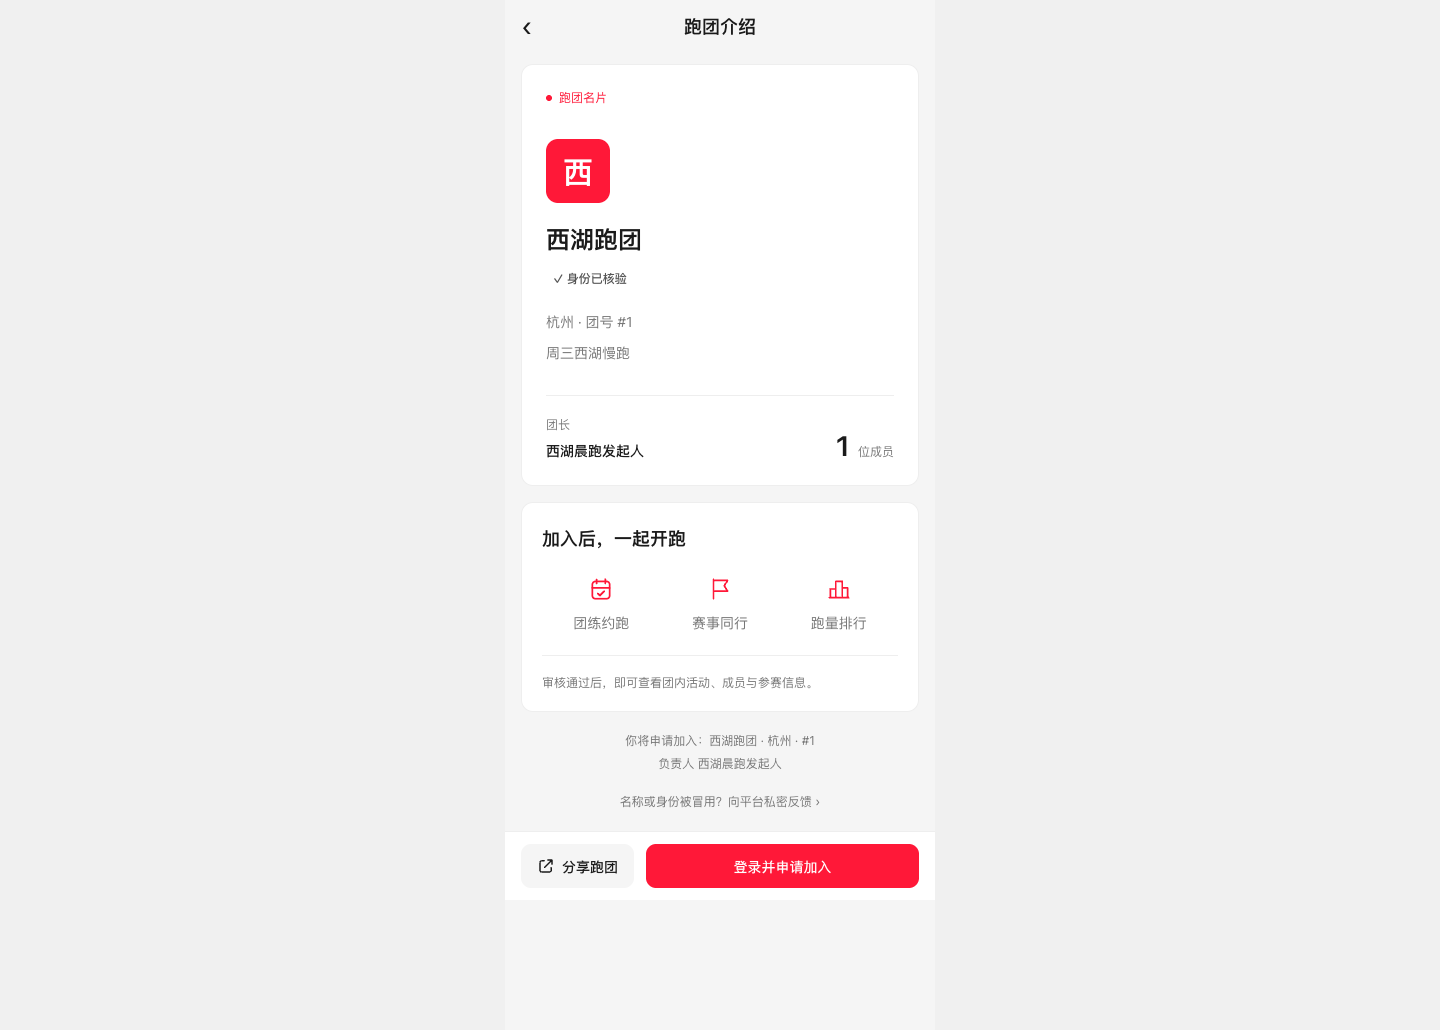 ‹ 跑团介绍
跑团名片
西
西湖跑团
✓ 身份已核验
杭州 · 团号 #1
周三西湖慢跑
团长
西湖晨跑发起人
1 位成员
加入后，一起开跑
团练约跑 赛事同行 跑量排行
审核通过后，即可查看团内活动、成员与参赛信息。
你将申请加入：西湖跑团 · 杭州 · #1
负责人 西湖晨跑发起人
名称或身份被冒用？向平台私密反馈 ›
分享跑团 登录并申请加入